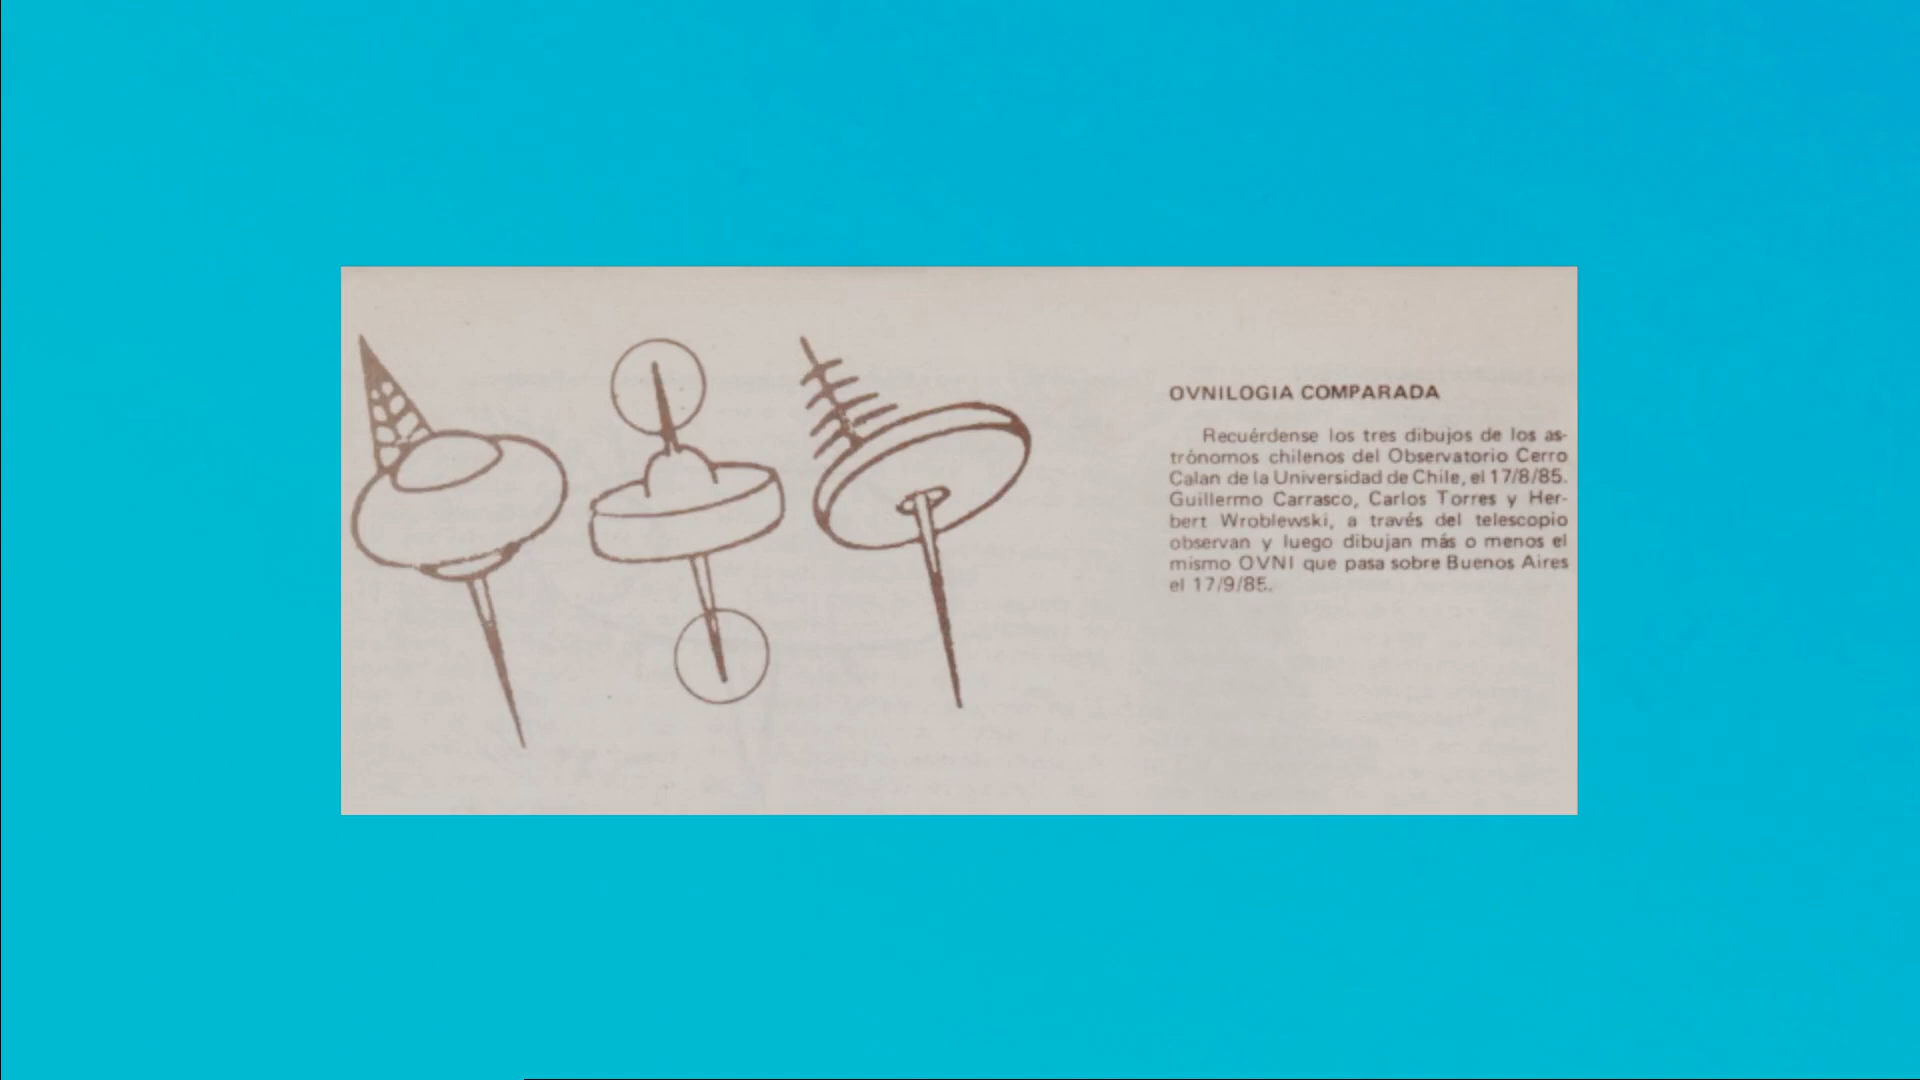 OVNILOGIA COMPARADA
Recuérdense los tres dibujos de los as-
trónomos chilenos del Observatorio Cerro
Calan de la Universidad de Chile, el 17/8/85.
Guillermo Carrasco, Carlos Torres y Her-
bert Wroblewski, a través del telescopio
observan y luego dibujan más o menos el
mismo OVNI que pasa sobre Buenos Aires
el 17/9/85.